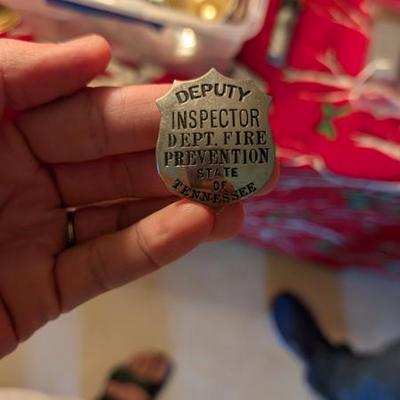 DEPUTY
INSPECTOR
DEPT. FIRE
PREVENTION
STATE
OF
TENNESSEE